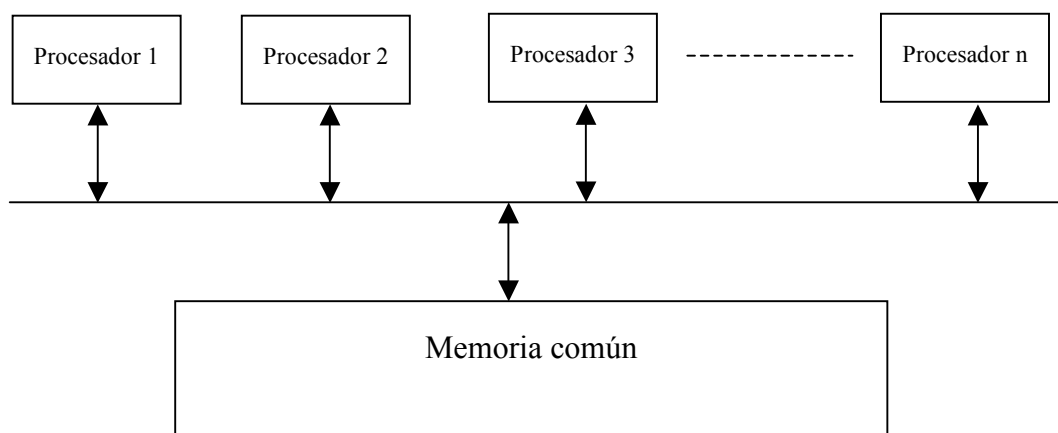 Procesador 1
Procesador 2
Procesador 3
Procesador n
Memoria común